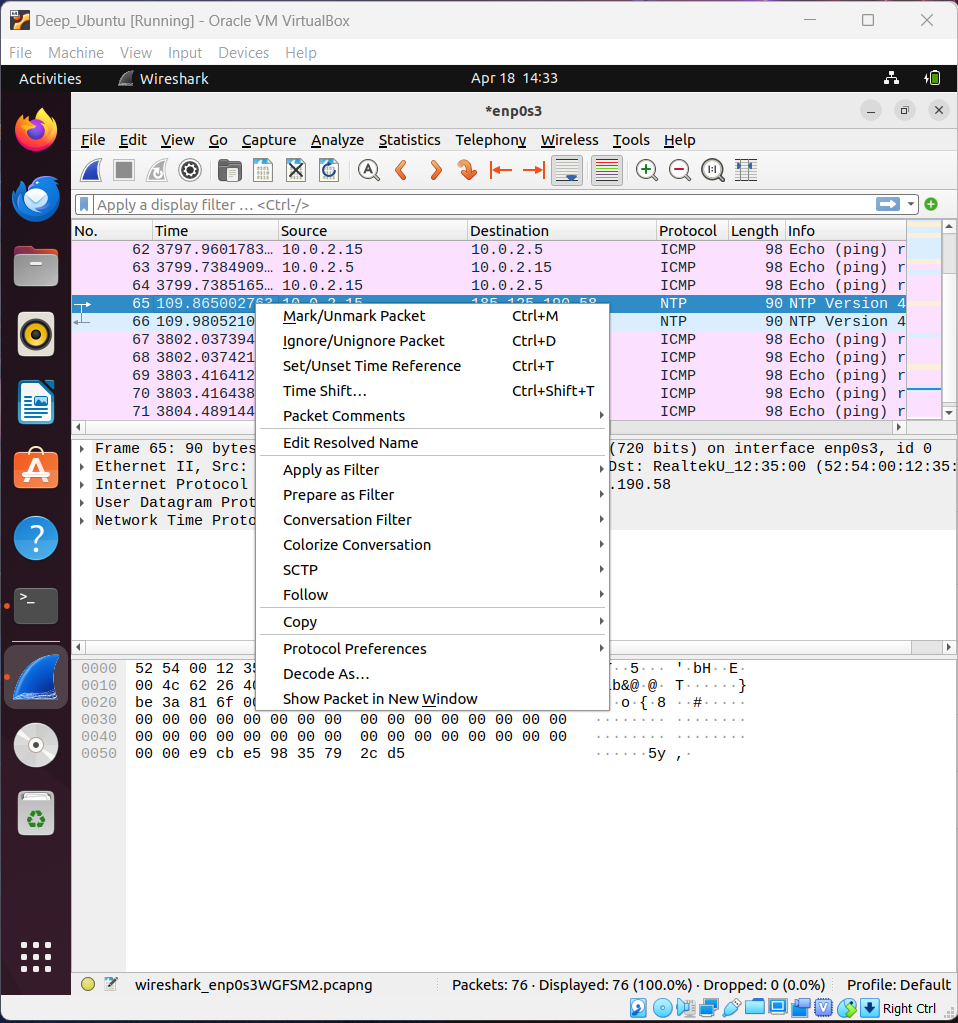 Deep_Ubuntu [Running] - Oracle VM VirtualBox
File Machine View Input Devices Help
Activities Wireshark Apr 18 14:33
*enp0s3
File Edit View Go Capture Analyze Statistics Telephony Wireless Tools Help
Apply a display filter … <Ctrl-/>
No. Time Source Destination Protocol Length Info
62 3797.9601783… 10.0.2.15 10.0.2.5 ICMP 98 Echo (ping) r
63 3799.7384909… 10.0.2.5 10.0.2.15 ICMP 98 Echo (ping) r
64 3799.7385165… 10.0.2.15 10.0.2.5 ICMP 98 Echo (ping) r
65 109.865002763 10.0.2.15 185.125.190.58 NTP 90 NTP Version 4
66 109.9805210 NTP 90 NTP Version 4
67 3802.037394 ICMP 98 Echo (ping) r
68 3802.037421 ICMP 98 Echo (ping) r
69 3803.416412 ICMP 98 Echo (ping) r
70 3803.416438 ICMP 98 Echo (ping) r
71 3804.489144 ICMP 98 Echo (ping) r
Mark/Unmark Packet Ctrl+M
Ignore/Unignore Packet Ctrl+D
Set/Unset Time Reference Ctrl+T
Time Shift… Ctrl+Shift+T
Packet Comments
Edit Resolved Name
Apply as Filter
Prepare as Filter
Conversation Filter
Colorize Conversation
SCTP
Follow
Copy
Protocol Preferences
Decode As…
Show Packet in New Window
Frame 65: 90 bytes (720 bits) on interface enp0s3, id 0
Ethernet II, Src: Dst: RealtekU_12:35:00 (52:54:00:12:35:
Internet Protocol .190.58
User Datagram Prot
Network Time Proto
0000 52 54 00 12 35 · · 5 · · · ' · bH · · E ·
0010 00 4c 62 26 40 b&@ · @ · T · · · · · · }
0020 be 3a 81 6f 00 · o · { · 8 · · # · · · · ·
0030 00 00 00 00 00 00 00 00 00 00 00 00 00 00 00 00 · · · · · · · · · · · · · · · ·
0040 00 00 00 00 00 00 00 00 00 00 00 00 00 00 00 00 · · · · · · · · · · · · · · · ·
0050 00 00 e9 cb e5 98 35 79 2c d5 · · · · · · 5y , ·
wireshark_enp0s3WGFSM2.pcapng Packets: 76 · Displayed: 76 (100.0%) · Dropped: 0 (0.0%) Profile: Default
Right Ctrl